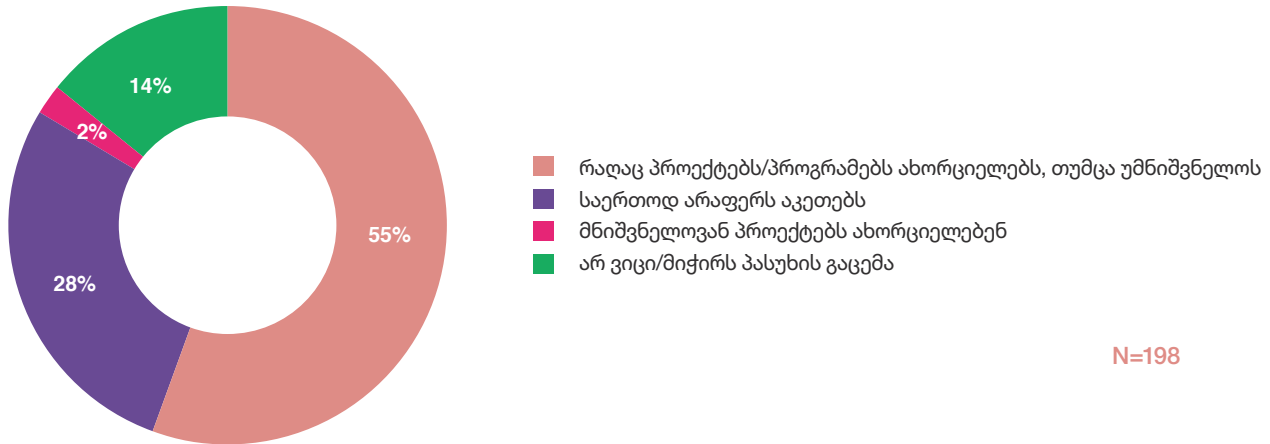 14%
2%
55%
28%
რაღაც პროექტებს/პროგრამებს ახორციელებს, თუმცა უმნიშვნელოს
საერთოდ არაფერს აკეთებს
მნიშვნელოვან პროექტებს ახორციელებენ
არ ვიცი/მიჭირს პასუხის გაცემა
N=198